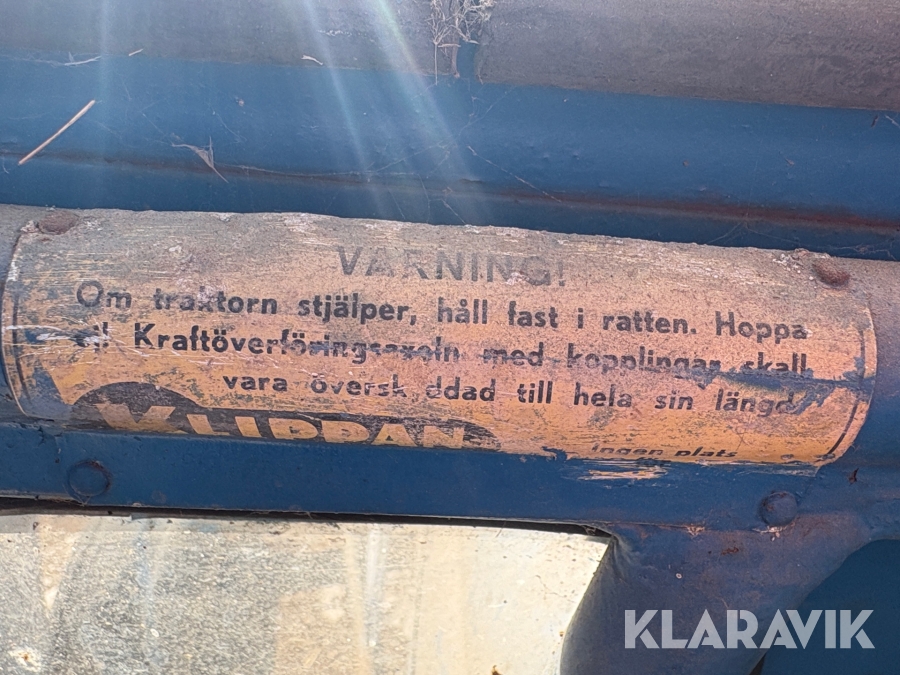 VARNING!
Om traktorn stjälper, håll fast i ratten. Hoppa
Kraftöverföringsaxeln med kopplingar skall
vara översk ddad till hela sin längd
KLIPPAN
ingen plats
KLARAVIK